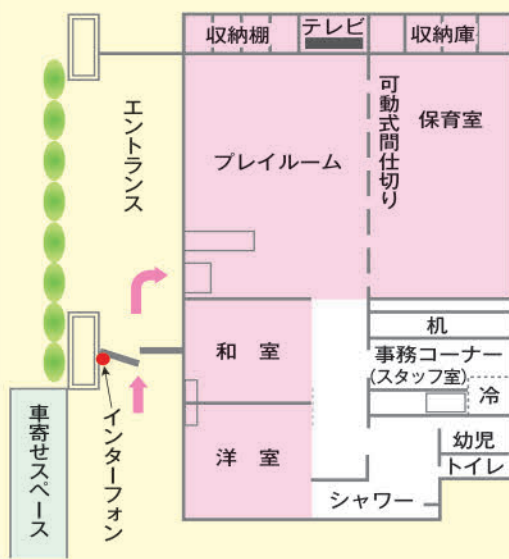 収納棚
テレビ
収納庫
エントランス
プレイルーム
可動式間仕切り
保育室
机
和 室
事務コーナー
(スタッフ室)
冷
インターフォン
車寄せスペース
洋 室
幼児
トイレ
シャワー